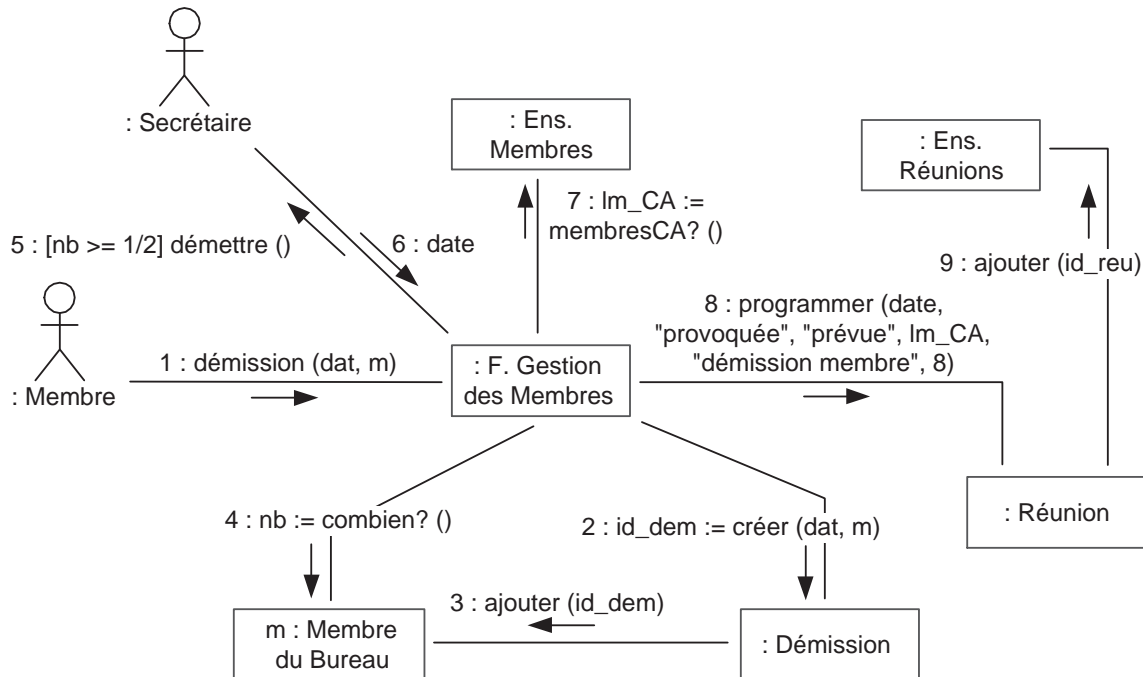 : Secrétaire
: Ens.
Membres
: Ens.
Réunions
7 : lm_CA :=
membresCA? ()
5 : [nb >= 1/2] démettre ()
6 : date
9 : ajouter (id_reu)
8 : programmer (date,
"provoquée", "prévue", lm_CA,
"démission membre", 8)
1 : démission (dat, m)
: F. Gestion
des Membres
: Membre
4 : nb := combien? ()
2 : id_dem := créer (dat, m)
: Réunion
3 : ajouter (id_dem)
m : Membre
du Bureau
: Démission